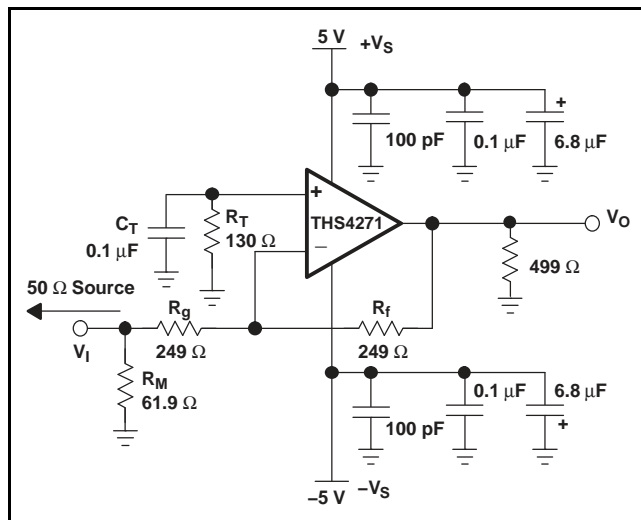 5 V
+VS
+
100 pF
0.1 µF
6.8 µF
+
THS4271
−
CT
0.1 µF
RT
130 Ω
VO
499 Ω
50 Ω Source
VI
Rg
249 Ω
Rf
249 Ω
RM
61.9 Ω
0.1 µF
6.8 µF
100 pF
+
−5 V
−VS